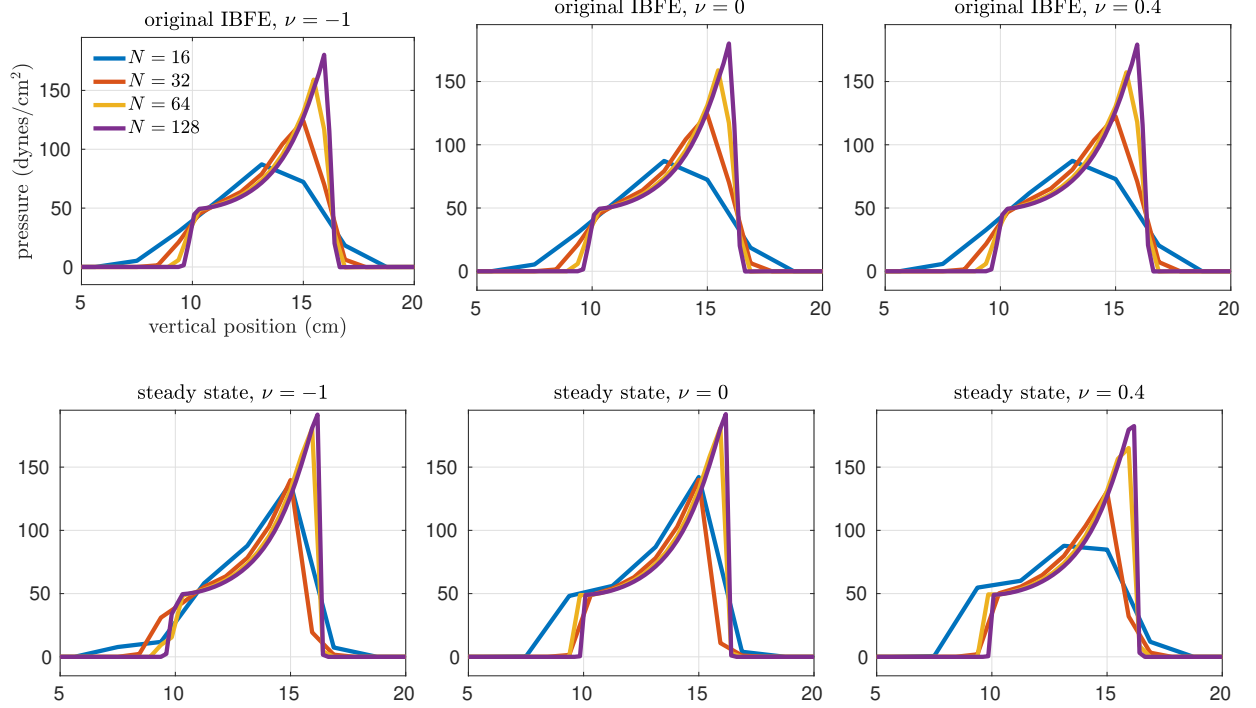 original IBFE, ν = −1
original IBFE, ν = 0
original IBFE, ν = 0.4
N = 16
N = 32
N = 64
N = 128
pressure (dynes/cm²)
150
100
50
0
5 10 15 20
vertical position (cm)
150
100
50
0
5 10 15 20
150
100
50
0
5 10 15 20
steady state, ν = −1
steady state, ν = 0
steady state, ν = 0.4
150
100
50
0
5 10 15 20
150
100
50
0
5 10 15 20
150
100
50
0
5 10 15 20